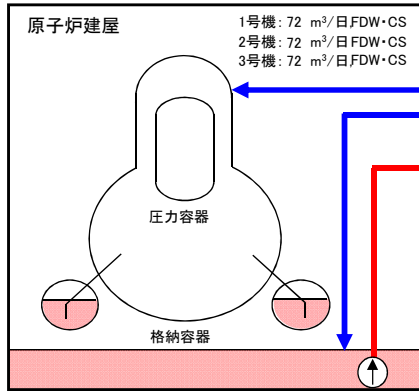 原子炉建屋
1号機：72 m³/日,FDW・CS
2号機：72 m³/日,FDW・CS
3号機：72 m³/日,FDW・CS
圧力容器
格納容器